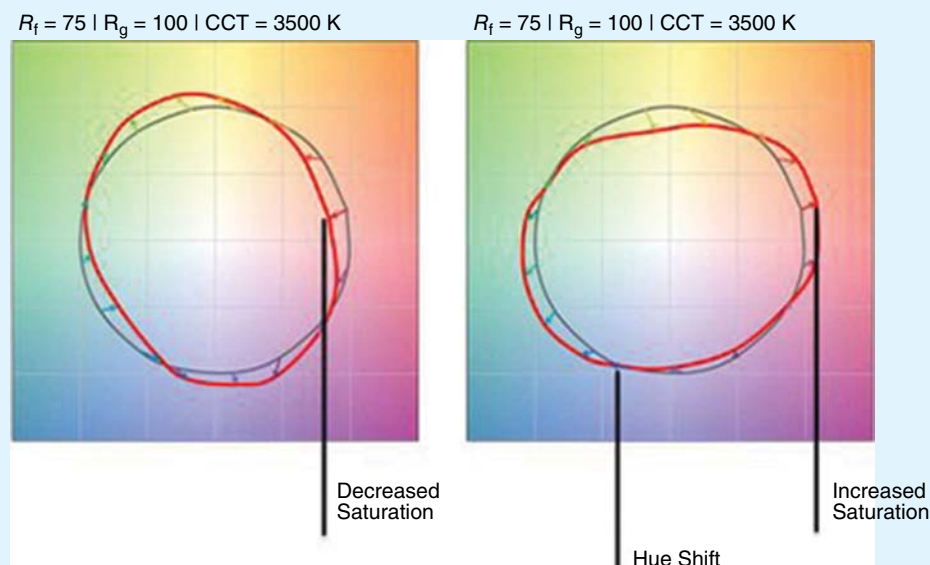 Rf = 75 | Rg = 100 | CCT = 3500 K
Rf = 75 | Rg = 100 | CCT = 3500 K
Decreased
Saturation
Increased
Saturation
Hue Shift